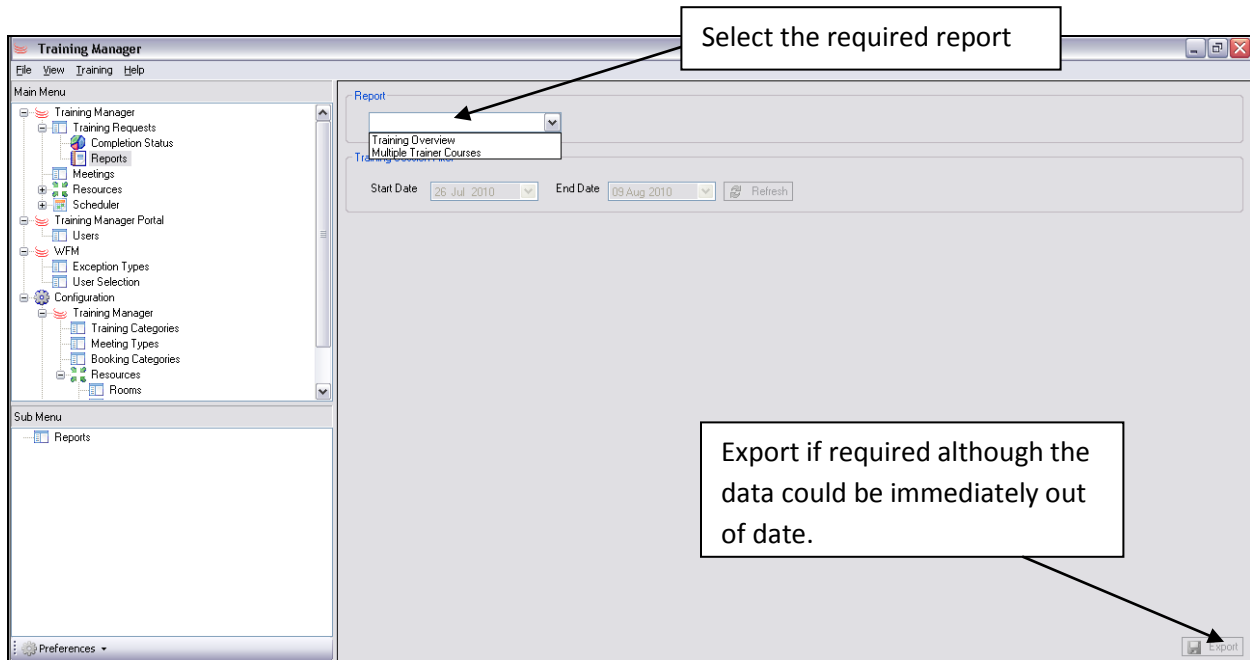 Select the required report
Training Manager
File View Training Help
Main Menu
Training Manager
Training Requests
Completion Status
Reports
Meetings
Resources
Scheduler
Training Manager Portal
Users
WFM
Exception Types
User Selection
Configuration
Training Manager
Training Categories
Meeting Types
Booking Categories
Resources
Rooms
Sub Menu
Reports
Preferences
Report
Training Overview
Multiple Trainer Courses
Start Date 26 Jul 2010 End Date 09 Aug 2010 Refresh
Export if required although the
data could be immediately out
of date.
Export